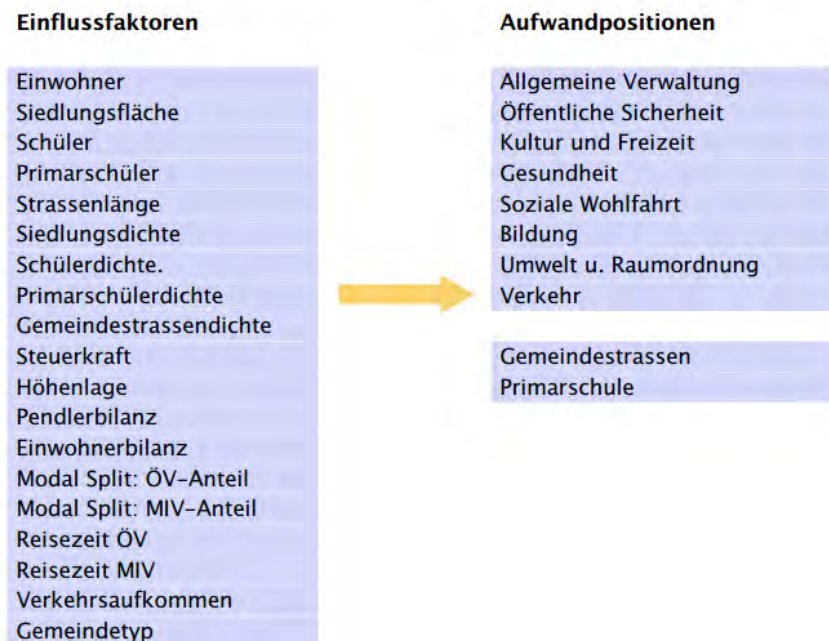 Einflussfaktoren
Einwohner
Siedlungsfläche
Schüler
Primarschüler
Strassenlänge
Siedlungsdichte
Schülerdichte.
Primarschülerdichte
Gemeindestrassendichte
Steuerkraft
Höhenlage
Pendlerbilanz
Einwohnerbilanz
Modal Split: ÖV-Anteil
Modal Split: MIV-Anteil
Reisezeit ÖV
Reisezeit MIV
Verkehrsaufkommen
Gemeindetyp
Aufwandpositionen
Allgemeine Verwaltung
Öffentliche Sicherheit
Kultur und Freizeit
Gesundheit
Soziale Wohlfahrt
Bildung
Umwelt u. Raumordnung
Verkehr
Gemeindestrassen
Primarschule